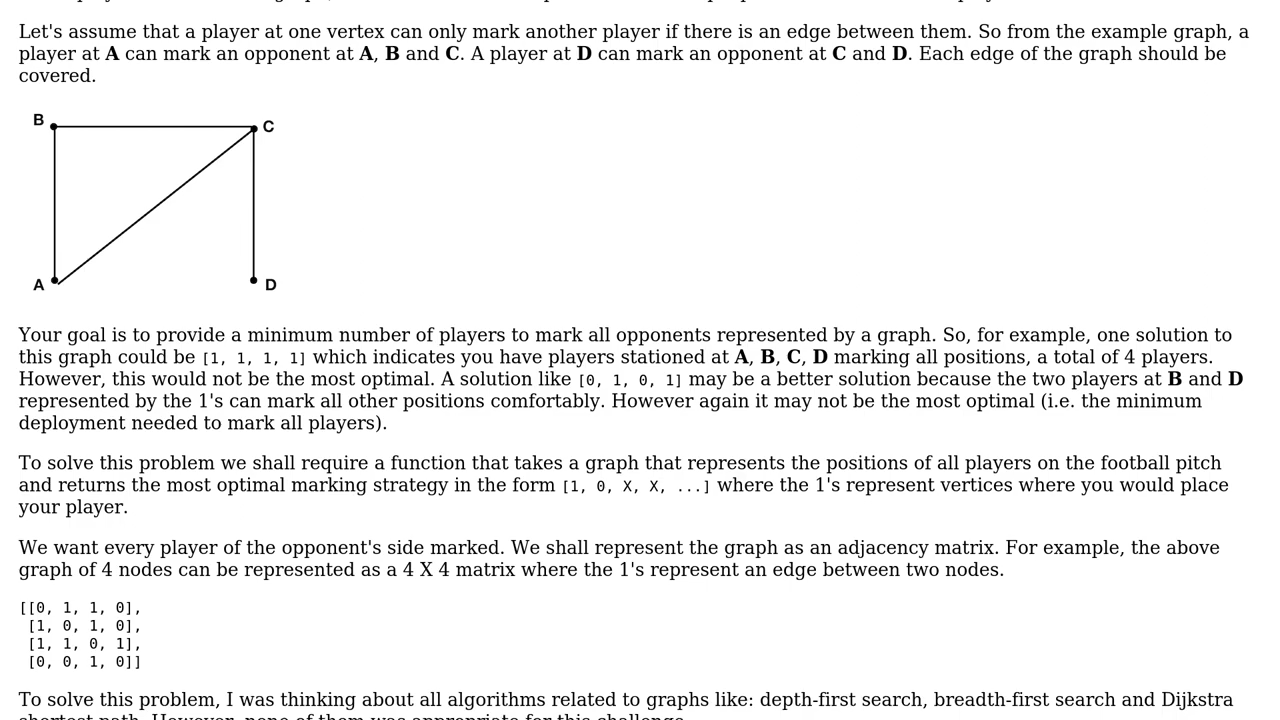 Let's assume that a player at one vertex can only mark another player if there is an edge between them. So from the example graph, a
player at A can mark an opponent at A, B and C. A player at D can mark an opponent at C and D. Each edge of the graph should be
covered.
B
C
A
D
Your goal is to provide a minimum number of players to mark all opponents represented by a graph. So, for example, one solution to
this graph could be [1, 1, 1, 1] which indicates you have players stationed at A, B, C, D marking all positions, a total of 4 players.
However, this would not be the most optimal. A solution like [0, 1, 0, 1] may be a better solution because the two players at B and D
represented by the 1's can mark all other positions comfortably. However again it may not be the most optimal (i.e. the minimum
deployment needed to mark all players).
To solve this problem we shall require a function that takes a graph that represents the positions of all players on the football pitch
and returns the most optimal marking strategy in the form [1, 0, X, X, ...] where the 1's represent vertices where you would place
your player.
We want every player of the opponent's side marked. We shall represent the graph as an adjacency matrix. For example, the above
graph of 4 nodes can be represented as a 4 X 4 matrix where the 1's represent an edge between two nodes.
[[0, 1, 1, 0],
[1, 0, 1, 0],
[1, 1, 0, 1],
[0, 0, 1, 0]]
To solve this problem, I was thinking about all algorithms related to graphs like: depth-first search, breadth-first search and Dijkstra
shortest path. However, none of them was appropriate for this challenge